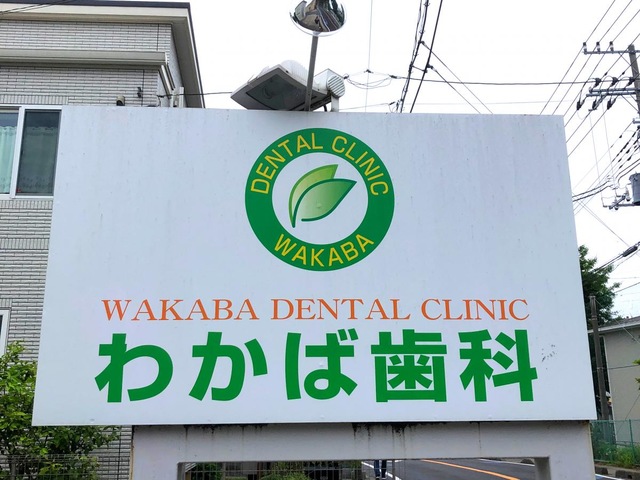 DENTAL CLINIC
WAKABA
WAKABA DENTAL CLINIC
わかば歯科